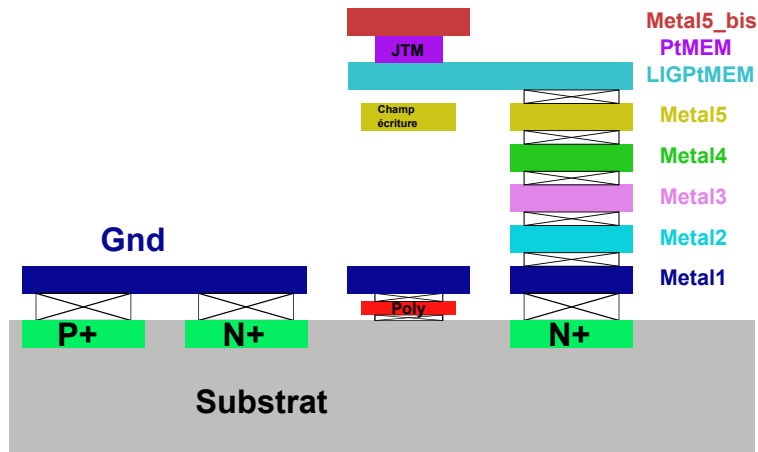 Metal5_bis
JTM
PtMEM
LIGPtMEM
Champ
écriture
Metal5
Metal4
Metal3
Gnd
Metal2
Metal1
Poly
P+
N+
N+
Substrat